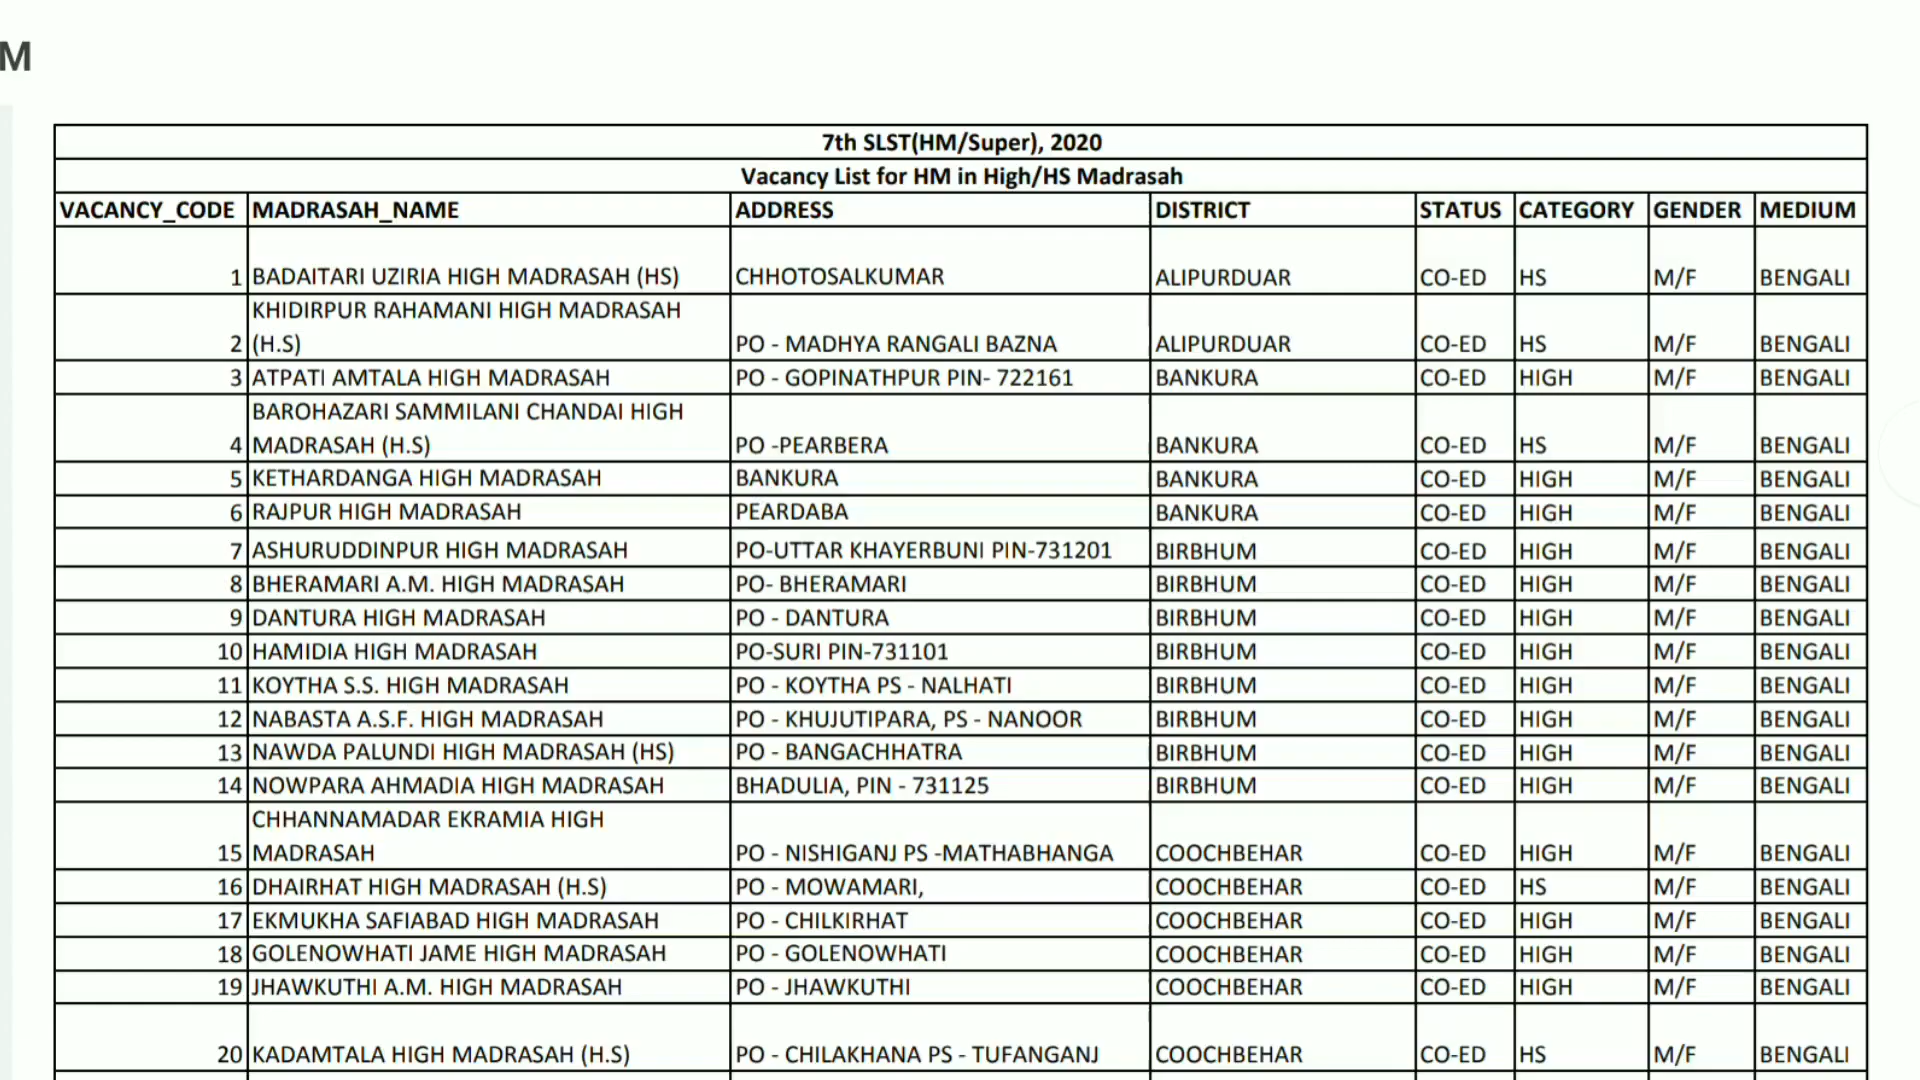 M
7th SLST(HM/Super), 2020
Vacancy List for HM in High/HS Madrasah
VACANCY_CODE MADRASAH_NAME ADDRESS DISTRICT STATUS CATEGORY GENDER MEDIUM
1 BADAITARI UZIRIA HIGH MADRASAH (HS) CHHOTOSALKUMAR ALIPURDUAR CO-ED HS M/F BENGALI
KHIDIRPUR RAHAMANI HIGH MADRASAH
2 (H.S) PO - MADHYA RANGALI BAZNA ALIPURDUAR CO-ED HS M/F BENGALI
3 ATPATI AMTALA HIGH MADRASAH PO - GOPINATHPUR PIN- 722161 BANKURA CO-ED HIGH M/F BENGALI
BAROHAZARI SAMMILANI CHANDAI HIGH
4 MADRASAH (H.S) PO -PEARBERA BANKURA CO-ED HS M/F BENGALI
5 KETHARDANGA HIGH MADRASAH BANKURA BANKURA CO-ED HIGH M/F BENGALI
6 RAJPUR HIGH MADRASAH PEARDABA BANKURA CO-ED HIGH M/F BENGALI
7 ASHURUDDINPUR HIGH MADRASAH PO-UTTAR KHAYERBUNI PIN-731201 BIRBHUM CO-ED HIGH M/F BENGALI
8 BHERAMARI A.M. HIGH MADRASAH PO- BHERAMARI BIRBHUM CO-ED HIGH M/F BENGALI
9 DANTURA HIGH MADRASAH PO - DANTURA BIRBHUM CO-ED HIGH M/F BENGALI
10 HAMIDIA HIGH MADRASAH PO-SURI PIN-731101 BIRBHUM CO-ED HIGH M/F BENGALI
11 KOYTHA S.S. HIGH MADRASAH PO - KOYTHA PS - NALHATI BIRBHUM CO-ED HIGH M/F BENGALI
12 NABASTA A.S.F. HIGH MADRASAH PO - KHUJUTIPARA, PS - NANOOR BIRBHUM CO-ED HIGH M/F BENGALI
13 NAWDA PALUNDI HIGH MADRASAH (HS) PO - BANGACHHATRA BIRBHUM CO-ED HIGH M/F BENGALI
14 NOWPARA AHMADIA HIGH MADRASAH BHADULIA, PIN - 731125 BIRBHUM CO-ED HIGH M/F BENGALI
CHHANNAMADAR EKRAMIA HIGH
15 MADRASAH PO - NISHIGANJ PS -MATHABHANGA COOCHBEHAR CO-ED HIGH M/F BENGALI
16 DHAIRHAT HIGH MADRASAH (H.S) PO - MOWAMARI, COOCHBEHAR CO-ED HS M/F BENGALI
17 EKMUKHA SAFIABAD HIGH MADRASAH PO - CHILKIRHAT COOCHBEHAR CO-ED HIGH M/F BENGALI
18 GOLENOWHATI JAME HIGH MADRASAH PO - GOLENOWHATI COOCHBEHAR CO-ED HIGH M/F BENGALI
19 JHAWKUTHI A.M. HIGH MADRASAH PO - JHAWKUTHI COOCHBEHAR CO-ED HIGH M/F BENGALI
20 KADAMTALA HIGH MADRASAH (H.S) PO - CHILAKHANA PS - TUFANGANJ COOCHBEHAR CO-ED HS M/F BENGALI